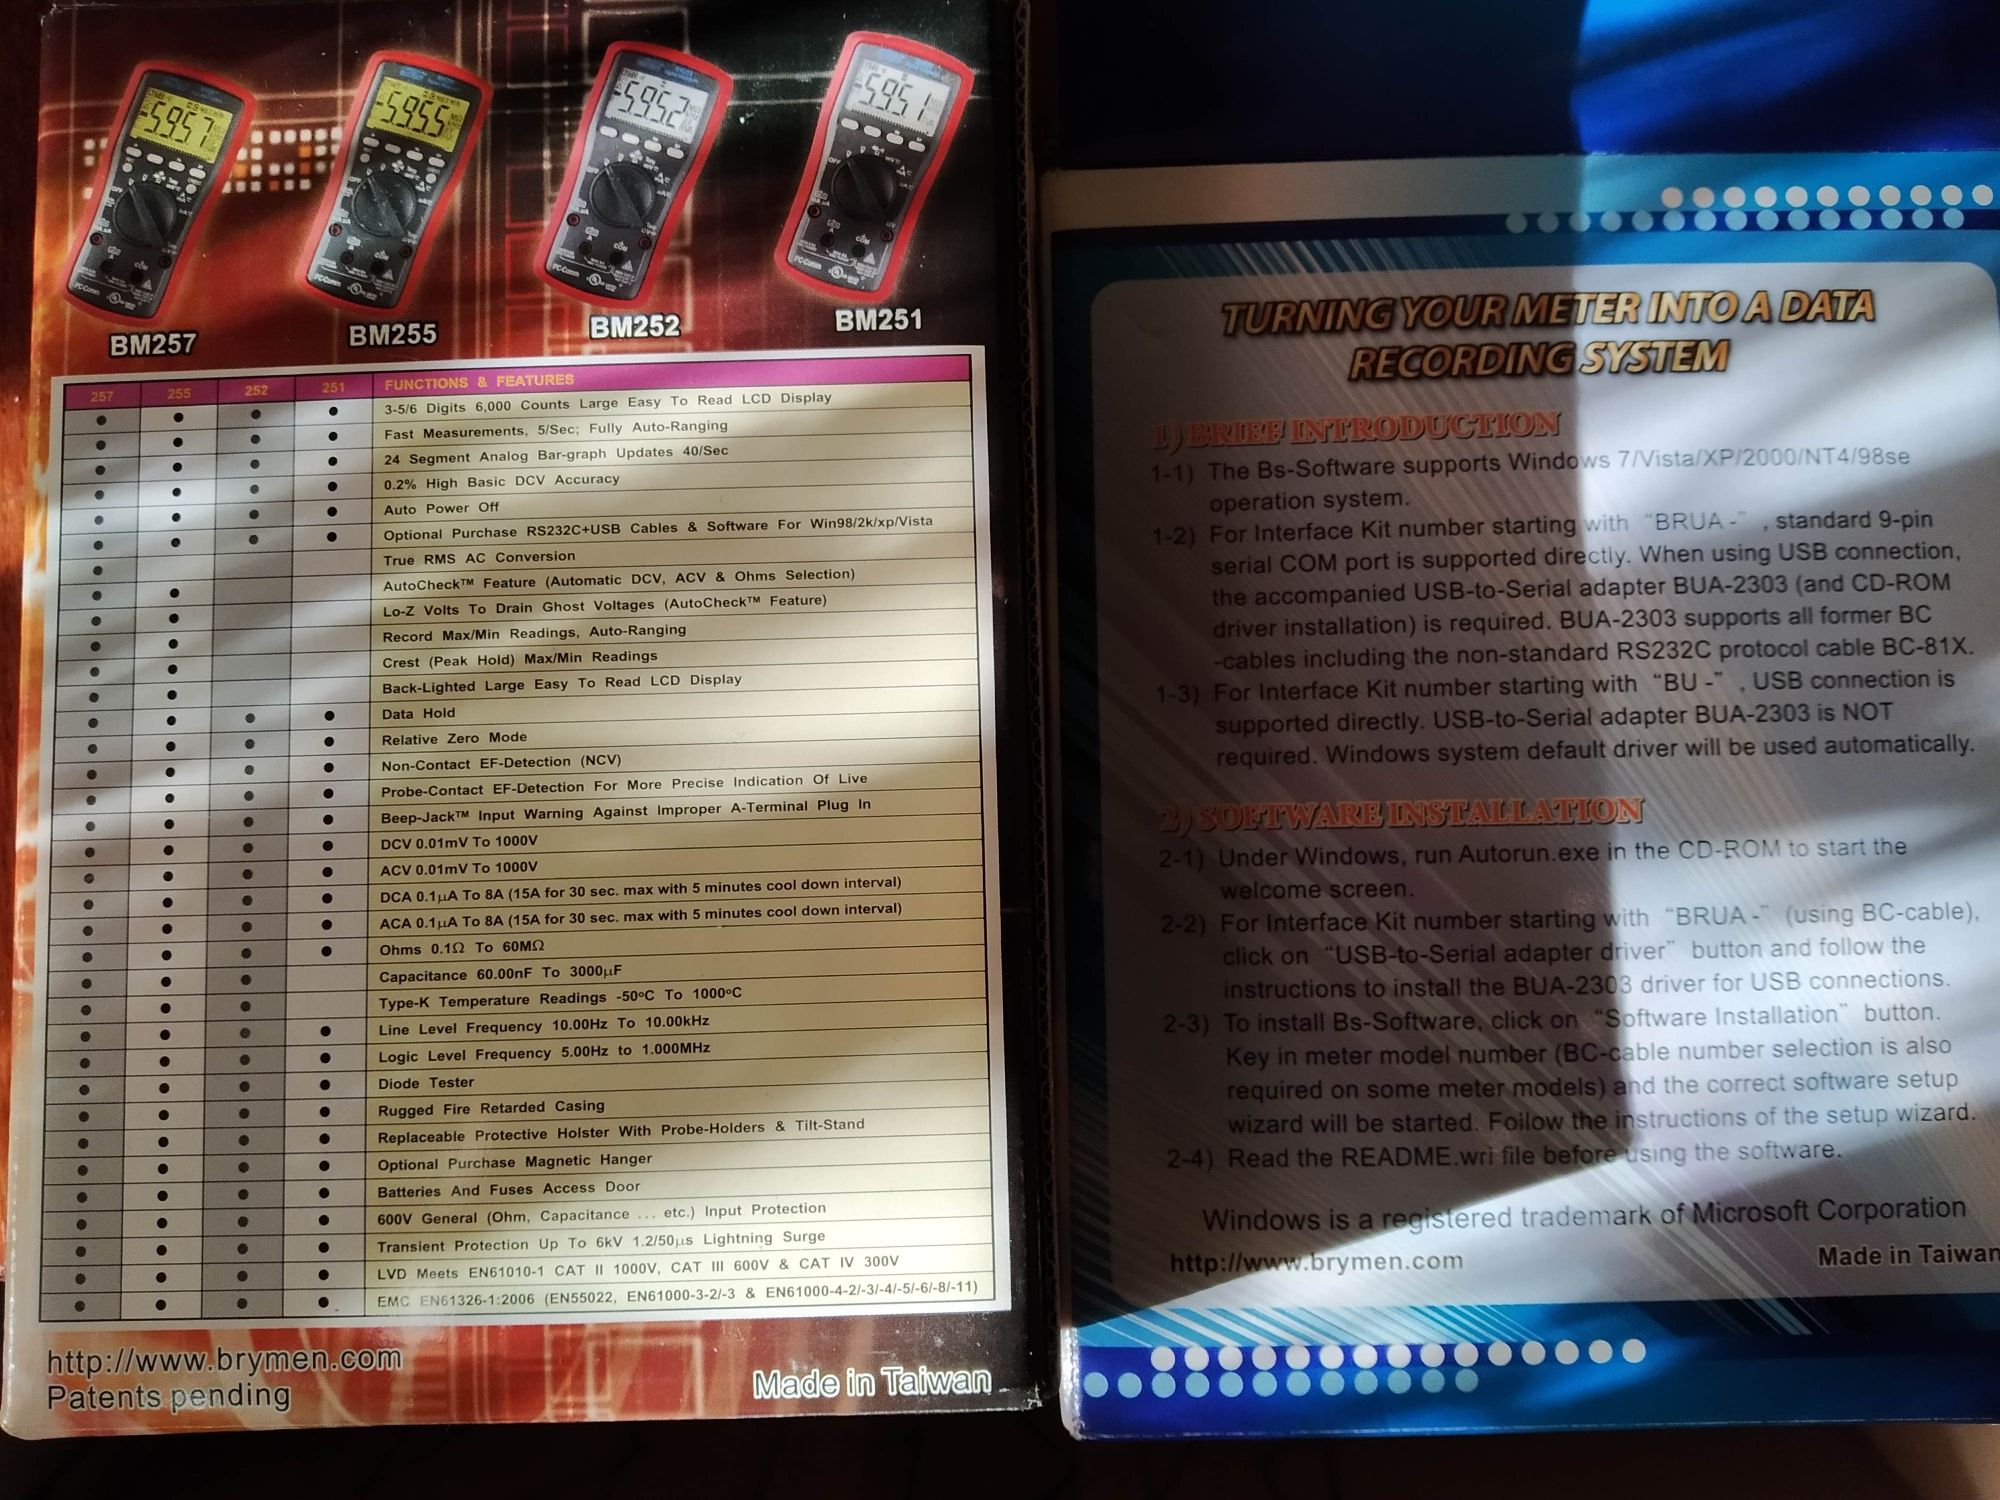 -5.957
-5.955
-5.952
-5.951
PC-Comm
PC-Comm
PC-Comm
PC-Comm
BM257
BM255
BM252
BM251
257 255 252 251 FUNCTIONS & FEATURES
● ● ● ● 3-5/6 Digits 6,000 Counts Large Easy To Read LCD Display
● ● ● ● Fast Measurements, 5/Sec; Fully Auto-Ranging
● ● ● ● 24 Segment Analog Bar-graph Updates 40/Sec
● ● ● ● 0.2% High Basic DCV Accuracy
● ● ● ● Auto Power Off
● ● ● ● Optional Purchase RS232C+USB Cables & Software For Win98/2k/xp/Vista
● True RMS AC Conversion
● ● AutoCheck™ Feature (Automatic DCV, ACV & Ohms Selection)
● ● Lo-Z Volts To Drain Ghost Voltages (AutoCheck™ Feature)
● ● Record Max/Min Readings, Auto-Ranging
● ● Crest (Peak Hold) Max/Min Readings
● ● Back-Lighted Large Easy To Read LCD Display
● ● ● ● Data Hold
● ● ● ● Relative Zero Mode
● ● ● ● Non-Contact EF-Detection (NCV)
● ● ● ● Probe-Contact EF-Detection For More Precise Indication Of Live
● ● ● ● Beep-Jack™ Input Warning Against Improper A-Terminal Plug In
● ● ● ● DCV 0.01mV To 1000V
● ● ● ● ACV 0.01mV To 1000V
● ● ● ● DCA 0.1µA To 8A (15A for 30 sec. max with 5 minutes cool down interval)
● ● ● ● ACA 0.1µA To 8A (15A for 30 sec. max with 5 minutes cool down interval)
● ● ● ● Ohms 0.1Ω To 60MΩ
● ● ● Capacitance 60.00nF To 3000µF
● ● ● Type-K Temperature Readings -50°C To 1000°C
● ● ● ● Line Level Frequency 10.00Hz To 10.00kHz
● ● ● ● Logic Level Frequency 5.00Hz to 1.000MHz
● ● ● ● Diode Tester
● ● ● ● Rugged Fire Retarded Casing
● ● ● ● Replaceable Protective Holster With Probe-Holders & Tilt-Stand
● ● ● ● Optional Purchase Magnetic Hanger
● ● ● ● Batteries And Fuses Access Door
● ● ● ● 600V General (Ohm, Capacitance ... etc.) Input Protection
● ● ● ● Transient Protection Up To 6kV 1.2/50µs Lightning Surge
● ● ● ● LVD Meets EN61010-1 CAT II 1000V, CAT III 600V & CAT IV 300V
● ● ● ● EMC EN61326-1:2006 (EN55022, EN61000-3-2/-3 & EN61000-4-2/-3/-4/-5/-6/-8/-11)
http://www.brymen.com
Patents pending
Made in Taiwan
TURNING YOUR METER INTO A DATA
RECORDING SYSTEM
1) BRIEF INTRODUCTION
1-1) The Bs-Software supports Windows 7/Vista/XP/2000/NT4/98se
operation system.
1-2) For Interface Kit number starting with “BRUA -” , standard 9-pin
serial COM port is supported directly. When using USB connection,
the accompanied USB-to-Serial adapter BUA-2303 (and CD-ROM
driver installation) is required. BUA-2303 supports all former BC
-cables including the non-standard RS232C protocol cable BC-81X.
1-3) For Interface Kit number starting with “BU -” , USB connection is
supported directly. USB-to-Serial adapter BUA-2303 is NOT
required. Windows system default driver will be used automatically.
2) SOFTWARE INSTALLATION
2-1) Under Windows, run Autorun.exe in the CD-ROM to start the
welcome screen.
2-2) For Interface Kit number starting with “BRUA -” (using BC-cable),
click on “USB-to-Serial adapter driver” button and follow the
instructions to install the BUA-2303 driver for USB connections.
2-3) To install Bs-Software, click on “Software Installation” button.
Key in meter model number (BC-cable number selection is also
required on some meter models) and the correct software setup
wizard will be started. Follow the instructions of the setup wizard.
2-4) Read the README.wri file before using the software.
Windows is a registered trademark of Microsoft Corporation
http://www.brymen.com
Made in Taiwan